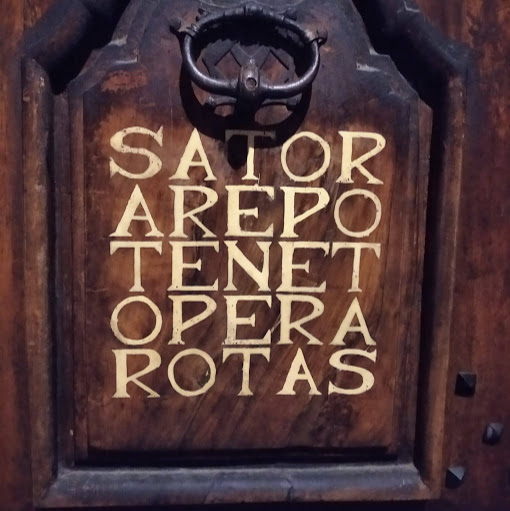 SATOR
AREPO
TENET
OPERA
ROTAS